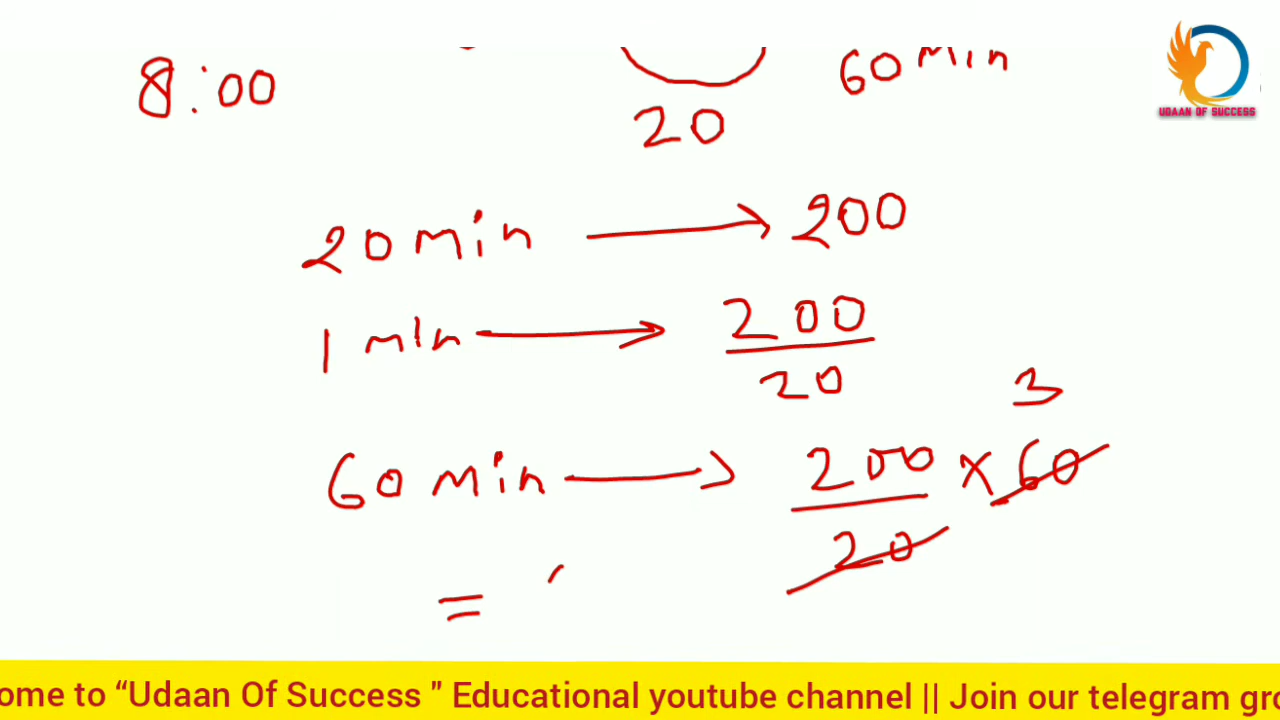 8:00
60 min
20
UDAAN OF SUCCESS
20 min → 200
1 min → 200/20
3
60 min → 200/20 × 60
=
ome to “Udaan Of Success " Educational youtube channel || Join our telegram gro